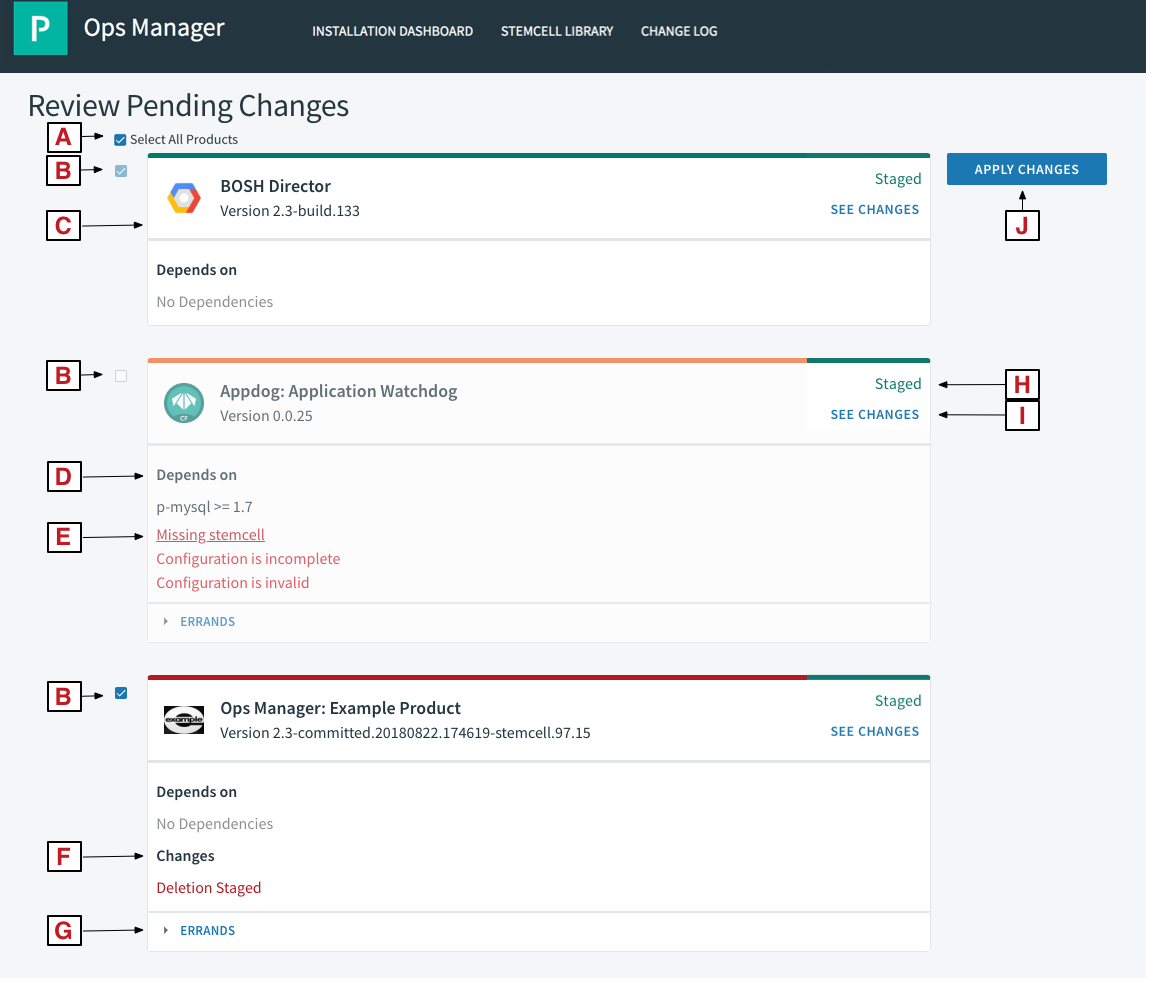 P Ops Manager INSTALLATION DASHBOARD STEMCELL LIBRARY CHANGE LOG
Review Pending Changes
A Select All Products
B
BOSH Director Staged APPLY CHANGES
Version 2.3-build.133 SEE CHANGES
C J
Depends on
No Dependencies
B
Appdog: Application Watchdog Staged H
Version 0.0.25 SEE CHANGES I
CF
D Depends on
p-mysql >= 1.7
E Missing stemcell
Configuration is incomplete
Configuration is invalid
ERRANDS
B
Ops Manager: Example Product Staged
example
Version 2.3-committed.20180822.174619-stemcell.97.15 SEE CHANGES
Depends on
No Dependencies
F Changes
Deletion Staged
G ERRANDS